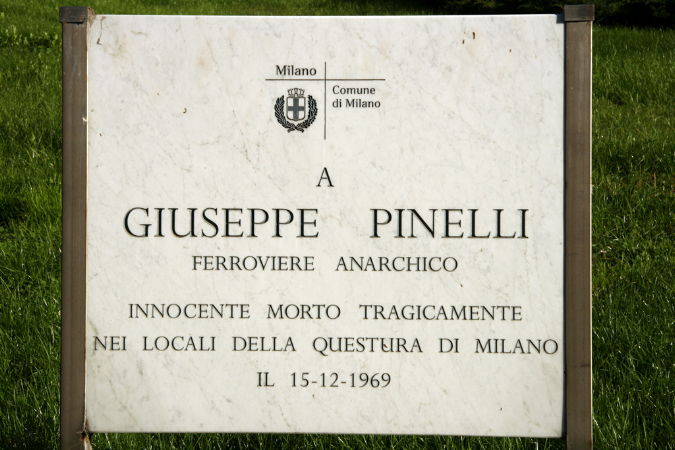 Milano
Comune
di Milano
A
GIUSEPPE PINELLI
FERROVIERE ANARCHICO
INNOCENTE MORTO TRAGICAMENTE
NEI LOCALI DELLA QUESTURA DI MILANO
IL 15-12-1969